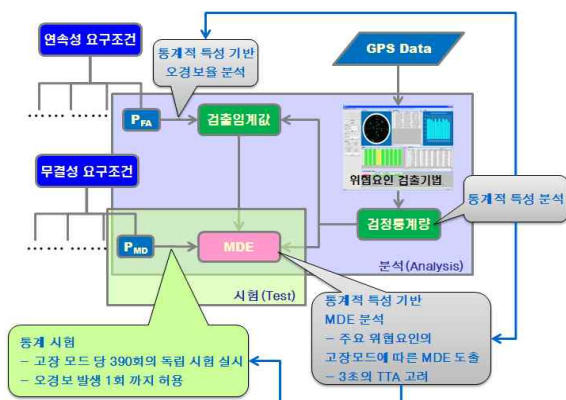 연속성 요구조건
통계적 특성 기반
오경보율 분석
GPS Data
PFA
검출임계값
위협요인 검출기법
무결성 요구조건
통계적 특성 분석
검정통계량
PMD
MDE
분석(Analysis)
시험(Test)
통계적 특성 기반
MDE 분석
– 주요 위협요인의
고장모드에 따른 MDE 도출
– 3초의 TTA 고려
통계 시험
– 고장 모드 당 390회의 독립 시험 실시
– 오경보 발생 1회 까지 허용